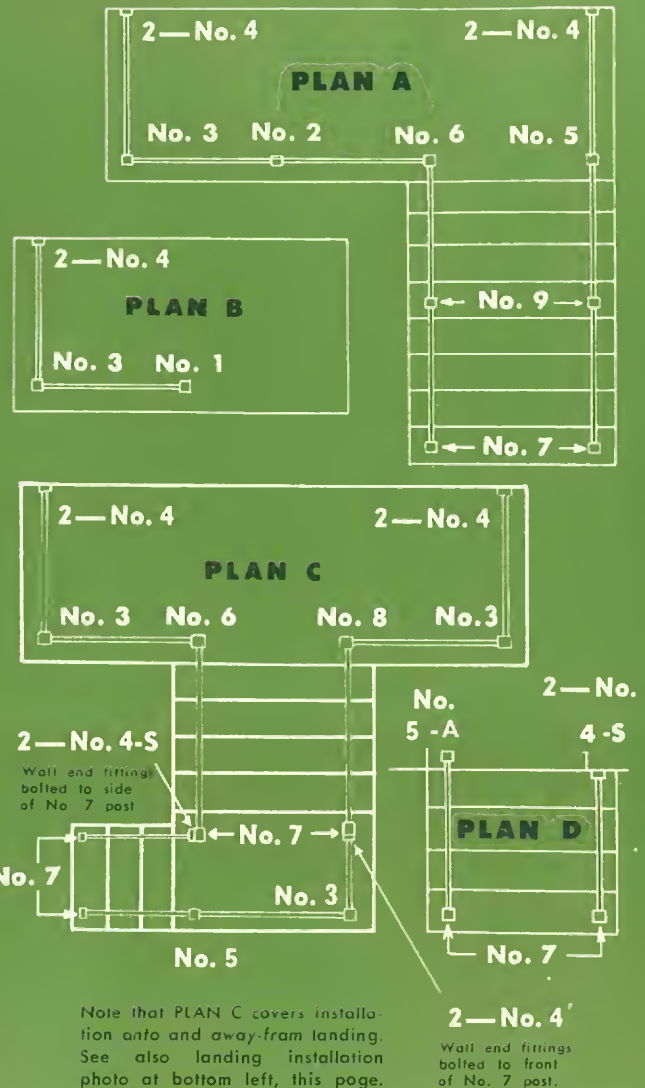 2—No. 4 2—No. 4
PLAN A
No. 3 No. 2 No. 6 No. 5
No. 9
No. 7
2—No. 4
PLAN B
No. 3 No. 1
2—No. 4 2—No. 4
PLAN C
No. 3 No. 6 No. 8 No.3
2—No. 4-S
Wall end fittings
bolted to side
of No 7 post
No. 7
No. 7
No. 3
No. 5
No. 2—No.
5 -A 4 -S
PLAN D
No. 7
2—No. 4
Wall end fittings
bolted to front
of No. 7 post.
Note that PLAN C covers installa-
tion onto and away-fram landing.
See also landing installation
photo at bottom left, this page.